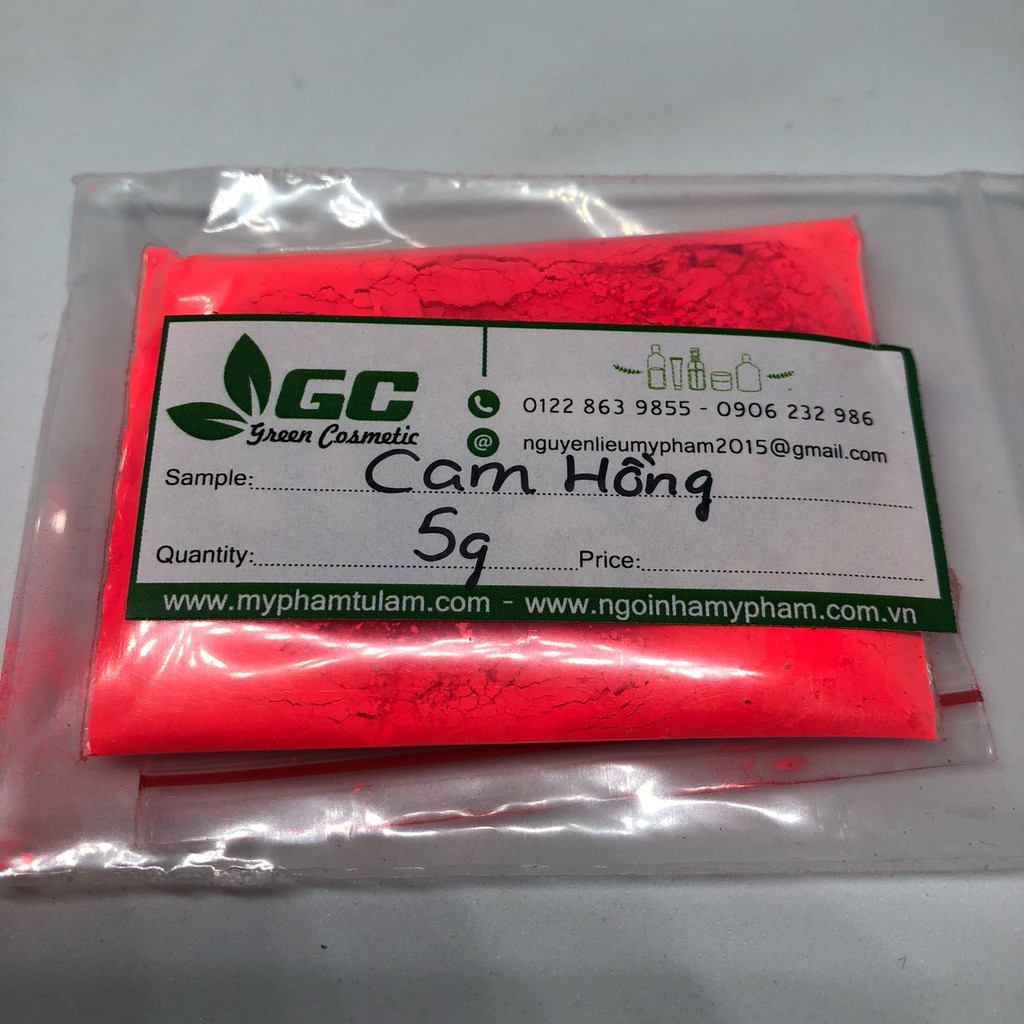 GC
Green Cosmetic
0122 863 9855 - 0906 232 986
@ nguyenlieumypham2015@gmail.com
Sample: Cam Hồng
Quantity: 5g Price:
www.myphamtulam.com - www.ngoinhamypham.com.vn